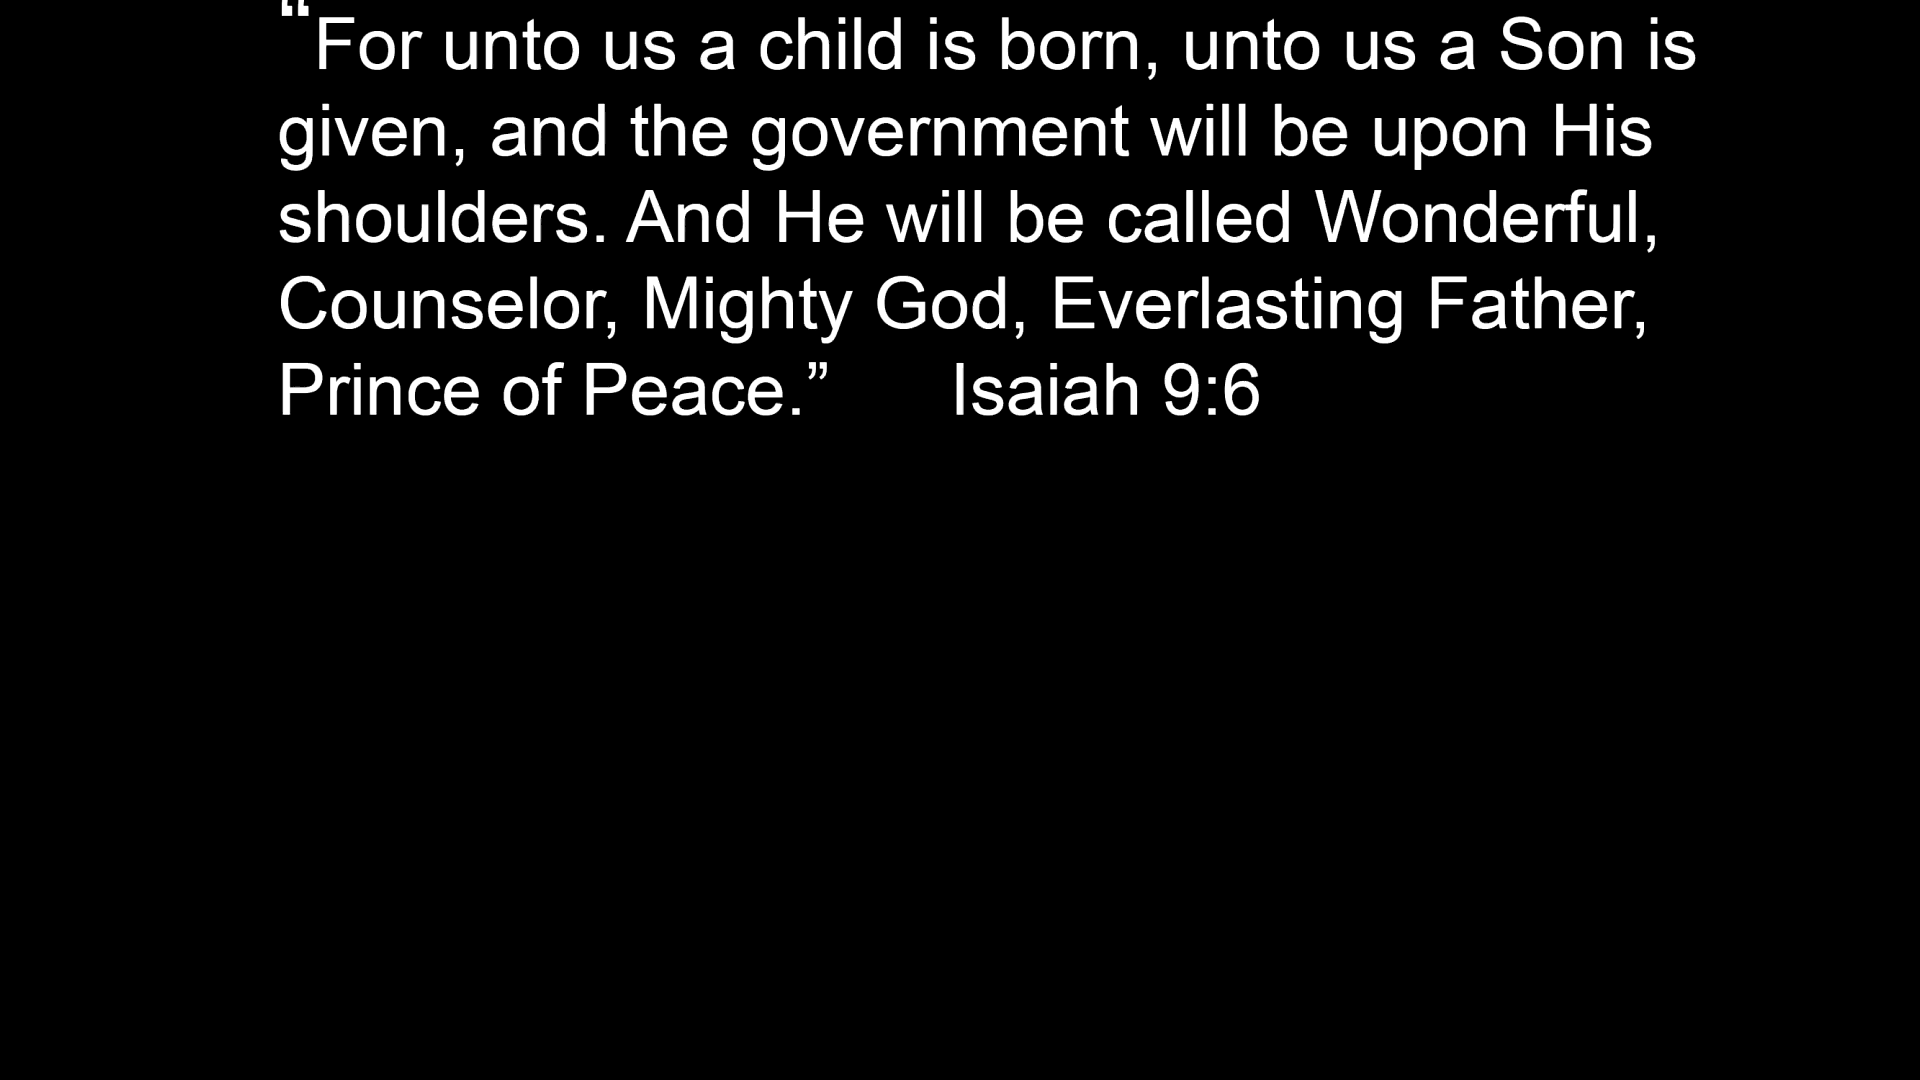 “For unto us a child is born, unto us a Son is
given, and the government will be upon His
shoulders. And He will be called Wonderful,
Counselor, Mighty God, Everlasting Father,
Prince of Peace.” Isaiah 9:6